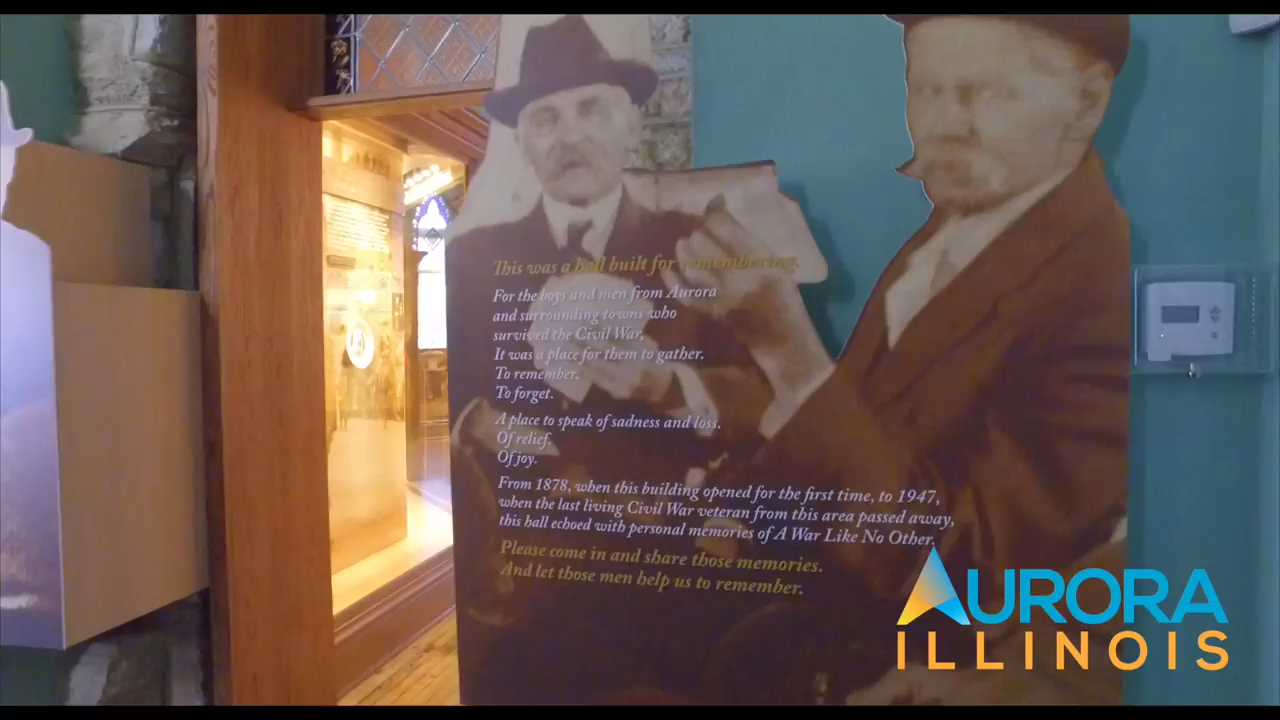 This was a hall built for remembering.
For the boys and men from Aurora
and surrounding towns who
survived the Civil War,
It was a place for them to gather.
To remember.
To forget.
A place to speak of sadness and loss.
Of relief.
Of joy.
From 1878, when this building opened for the first time, to 1947,
when the last living Civil War veteran from this area passed away,
this hall echoed with personal memories of A War Like No Other.
Please come in and share those memories.
And let those men help us to remember.
AURORA
ILLINOIS